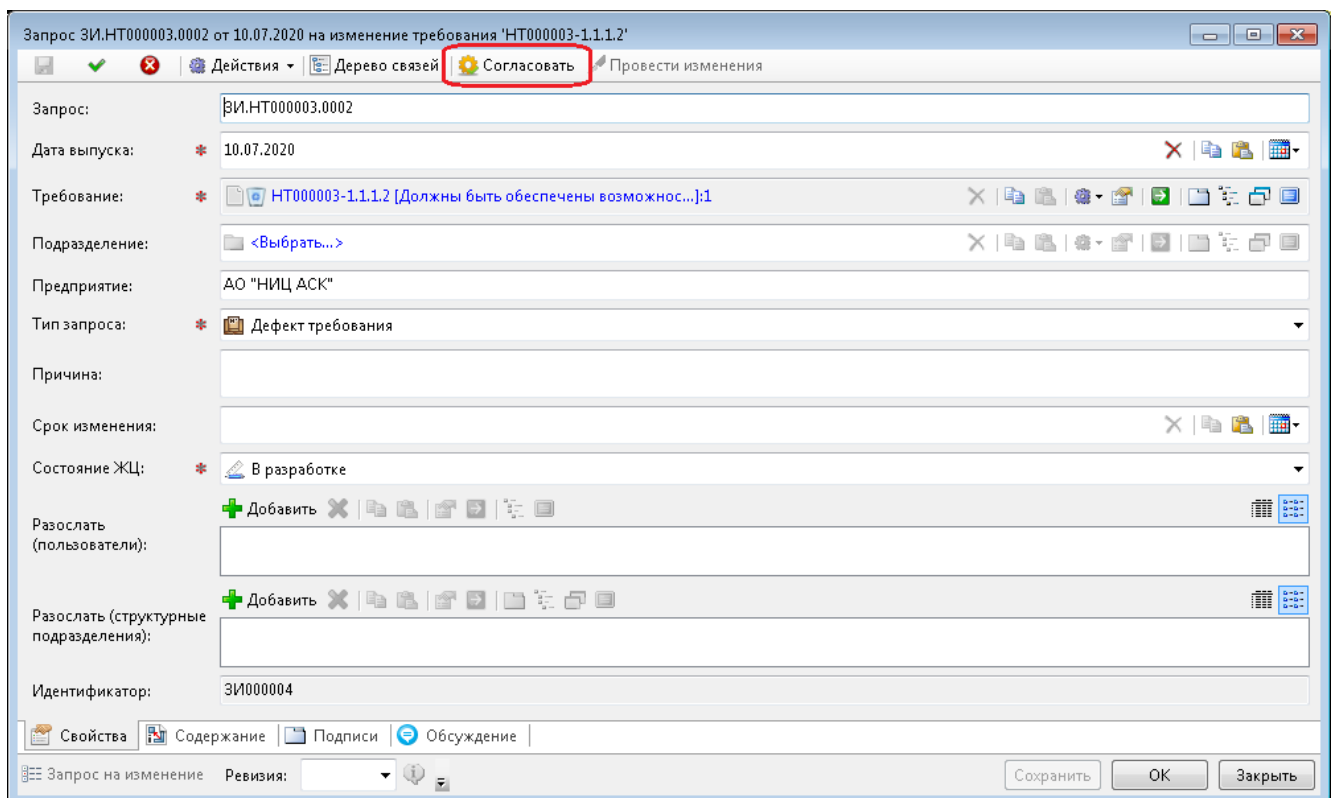 Запрос ЗИ.НТ000003.0002 от 10.07.2020 на изменение требования 'НТ000003-1.1.1.2'
Действия Дерево связей Согласовать Провести изменения
Запрос: ЗИ.НТ000003.0002
Дата выпуска: * 10.07.2020
Требование: * НТ000003-1.1.1.2 [Должны быть обеспечены возможнос...]:1
Подразделение: <Выбрать...>
Предприятие: АО "НИЦ АСК"
Тип запроса: * Дефект требования
Причина:
Срок изменения:
Состояние ЖЦ: * В разработке
Добавить
Разослать
(пользователи):
Добавить
Разослать (структурные
подразделения):
Идентификатор: ЗИ000004
Свойства Содержание Подписи Обсуждение
Запрос на изменение Ревизия: Сохранить ОК Закрыть